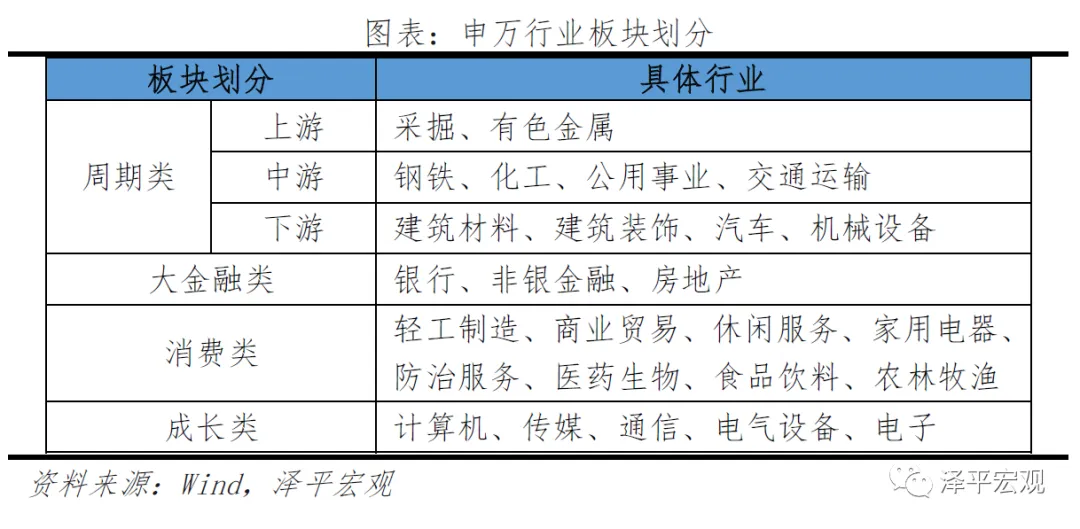 图表：申万行业板块划分
板块划分 具体行业
周期类 上游 采掘、有色金属
中游 钢铁、化工、公用事业、交通运输
下游 建筑材料、建筑装饰、汽车、机械设备
大金融类 银行、非银金融、房地产
消费类 轻工制造、商业贸易、休闲服务、家用电器、
防治服务、医药生物、食品饮料、农林牧渔
成长类 计算机、传媒、通信、电气设备、电子
资料来源：Wind，泽平宏观
泽平宏观